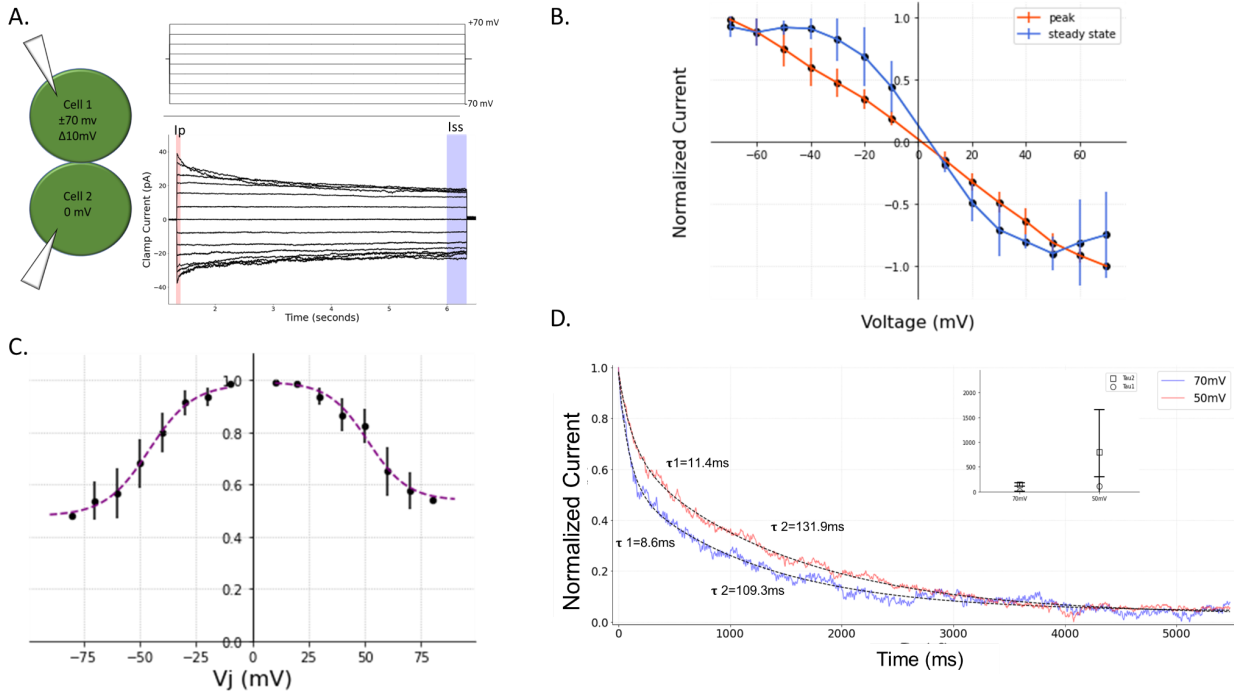 A.
+70 mV
70 mV
Cell 1
±70 mv
Δ10mV
Cell 2
0 mV
Ip
Iss
Clamp Current (pA)
40
20
0
−20
−40
2
3
4
5
6
Time (seconds)
B.
Normalized Current
1.0
0.5
0.0
−0.5
−1.0
−60
−40
−20
0
20
40
60
peak
steady state
Voltage (mV)
C.
1.0
0.8
0.6
0.4
0.2
0.0
−75
−50
−25
0
25
50
75
Vj (mV)
D.
Normalized Current
1.0
0.8
0.6
0.4
0.2
0.0
τ1=11.4ms
τ 2=131.9ms
τ 1=8.6ms
τ 2=109.3ms
2000
1500
1000
500
0
70mV
50mV
Tau2
Tau1
70mV
50mV
0
1000
2000
3000
4000
5000
Time (ms)